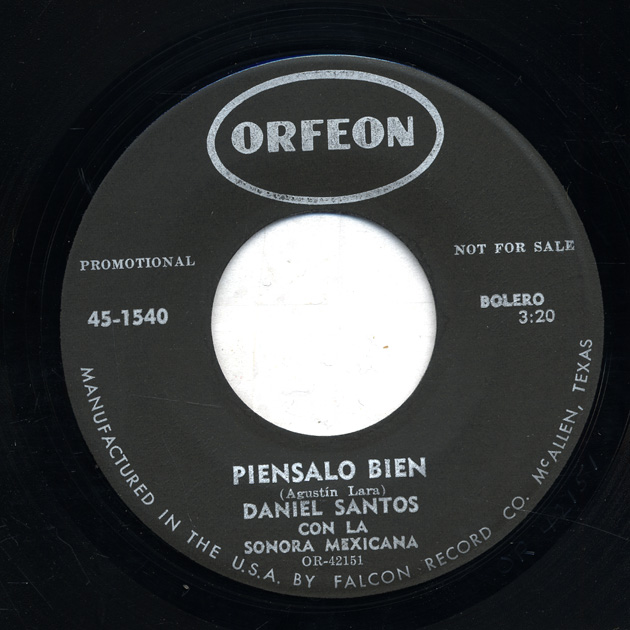 ORFEON
PROMOTIONAL
NOT FOR SALE
45-1540
BOLERO
3:20
PIENSALO BIEN
(Agustín Lara)
DANIEL SANTOS
CON LA
SONORA MEXICANA
OR-42151
MANUFACTURED IN THE U.S.A. BY FALCON RECORD CO. McALLEN, TEXAS